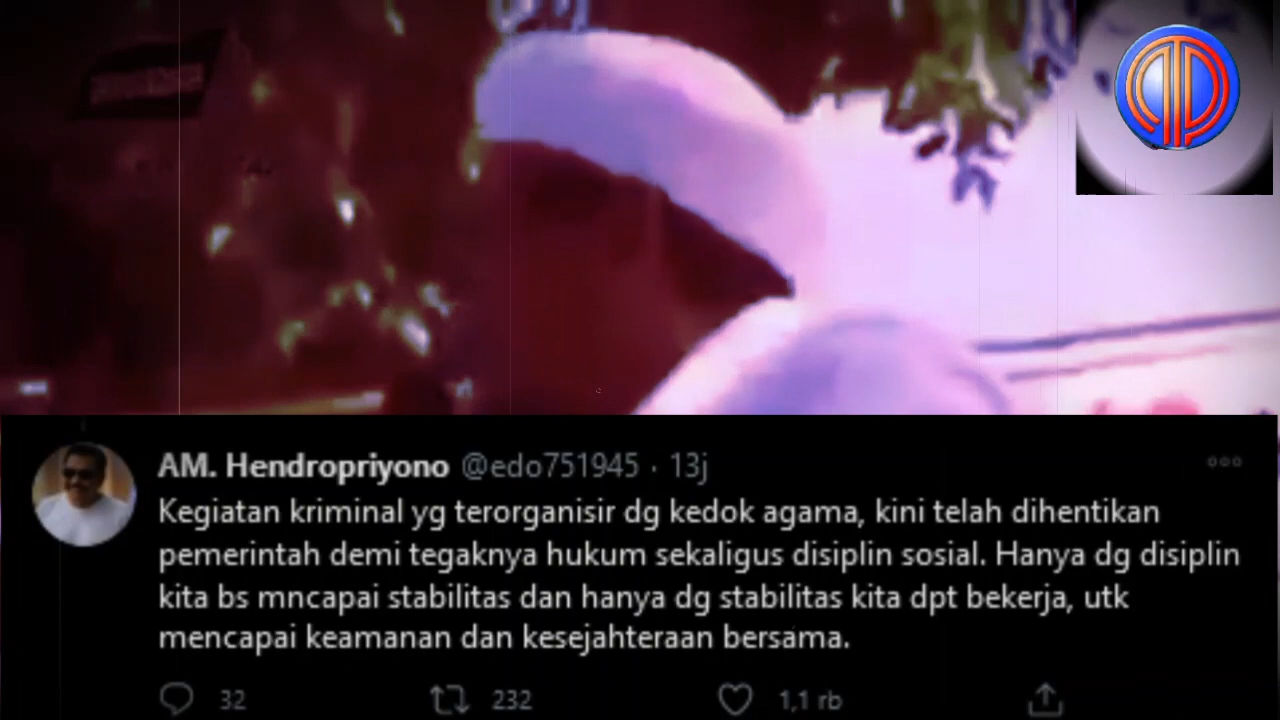 AM. Hendropriyono @edo751945 · 13j
Kegiatan kriminal yg terorganisir dg kedok agama, kini telah dihentikan
pemerintah demi tegaknya hukum sekaligus disiplin sosial. Hanya dg disiplin
kita bs mncapai stabilitas dan hanya dg stabilitas kita dpt bekerja, utk
mencapai keamanan dan kesejahteraan bersama.
32 232 1,1 rb